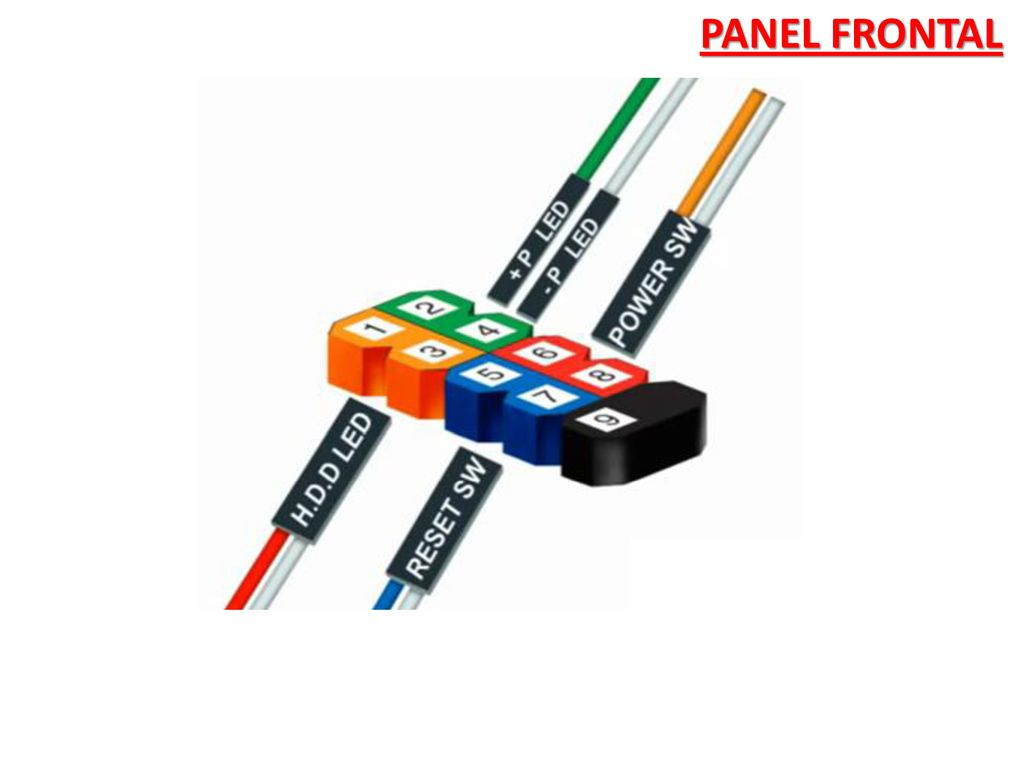 PANEL FRONTAL
+ P LED
- P LED
POWER SW
2
4
6
8
1
3
5
7
9
H.D.D LED
RESET SW